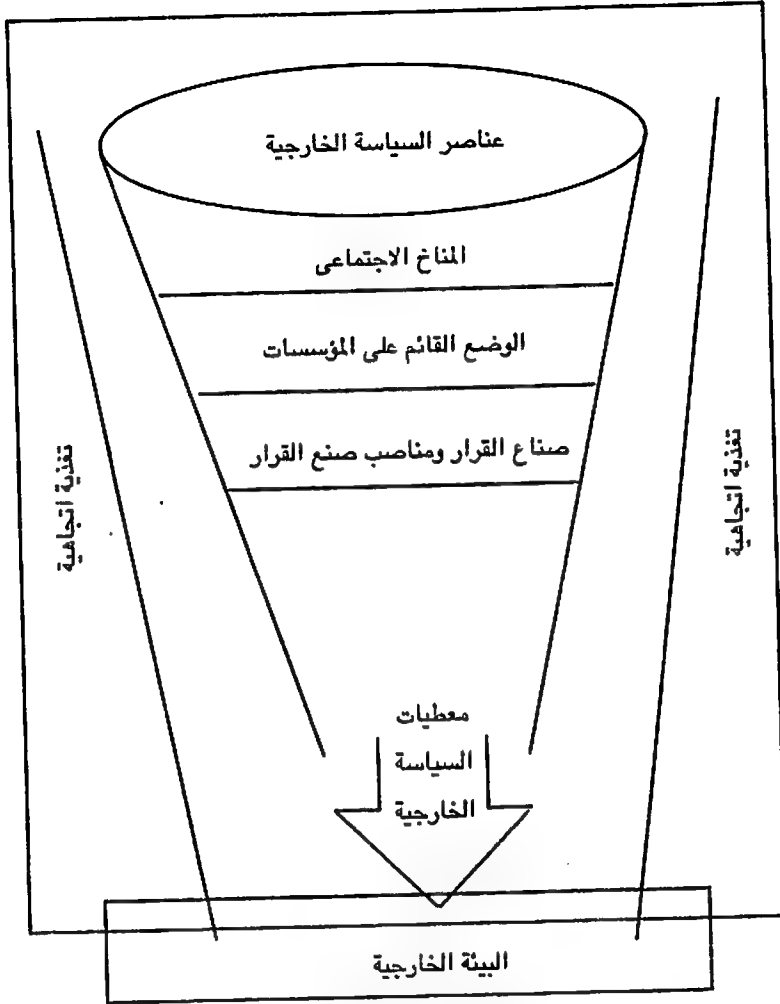 عناصر السياسة الخارجية
المناخ الاجتماعى
الوضع القائم على المؤسسات
صناع القرار ومناصب صنع القرار
تغذية اتجاهية
تغذية اتجاهية
معطيات
السياسة
الخارجية
البيئة الخارجية